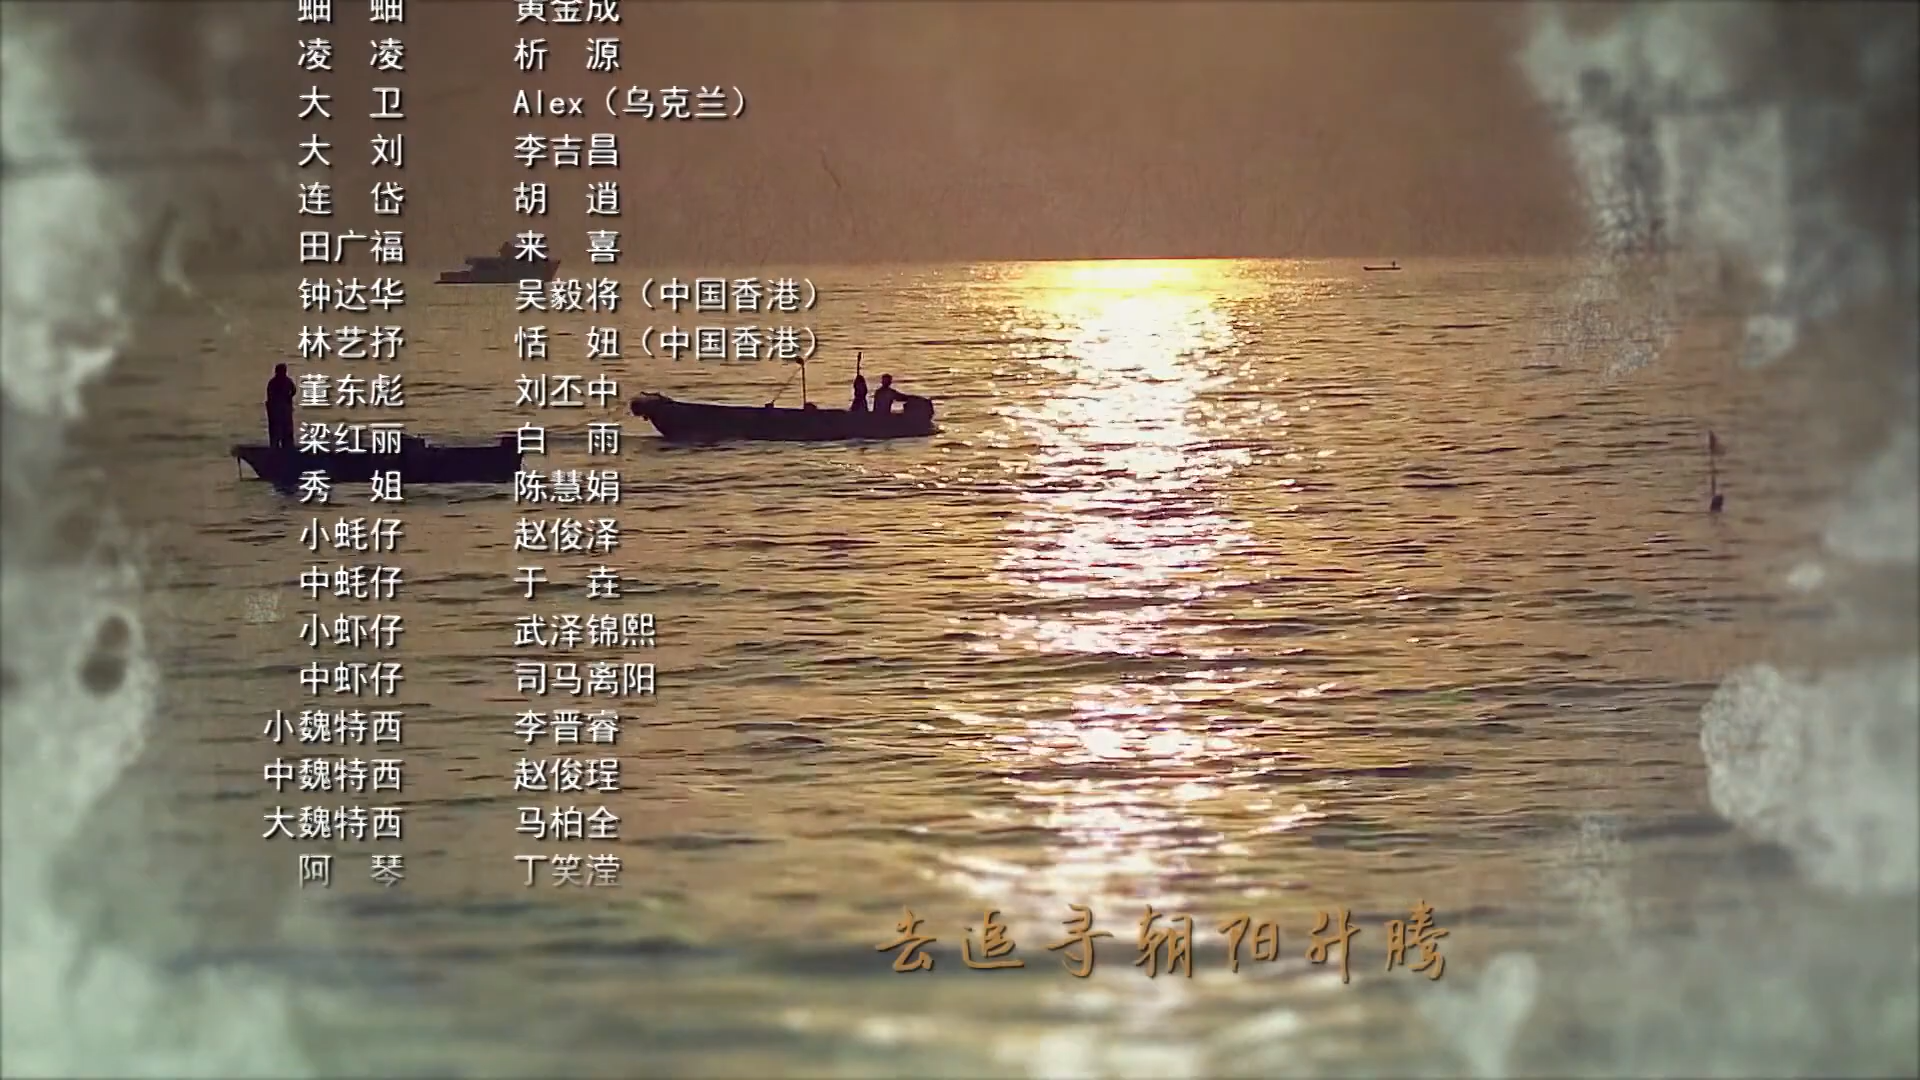 蚰　蚰　黄金成
凌　凌　析　源
大　卫　Alex（乌克兰）
大　刘　李吉昌
连　岱　胡　逍
田广福　来　喜
钟达华　吴毅将（中国香港）
林艺抒　恬　妞（中国香港）
董东彪　刘丕中
梁红丽　白　雨
秀　姐　陈慧娟
小蚝仔　赵俊泽
中蚝仔　于　垚
小虾仔　武泽锦熙
中虾仔　司马离阳
小魏特西　李晋睿
中魏特西　赵俊珵
大魏特西　马柏全
阿　琴　丁笑滢
去追寻朝阳升腾